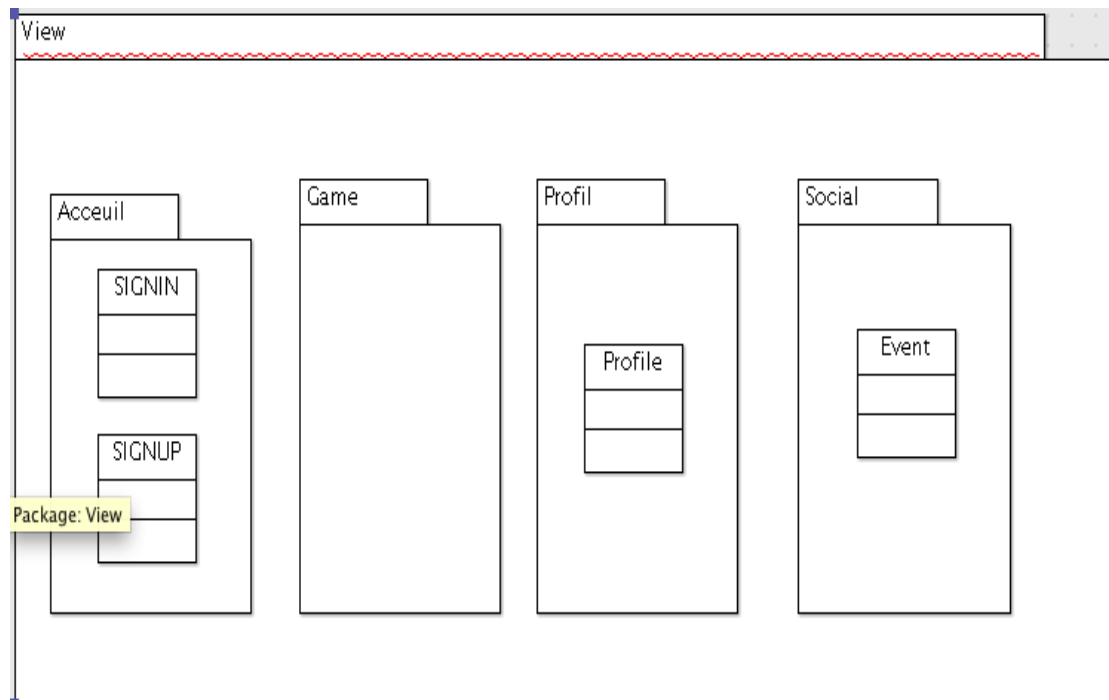 View
Acceuil
SIGNIN
SIGNUP
Package: View
Game
Profil
Profile
Social
Event